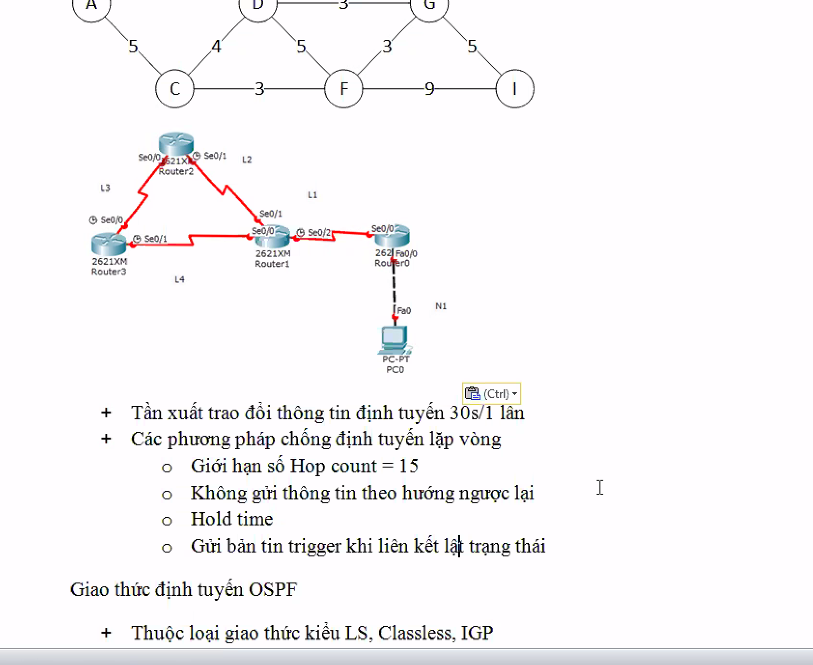 A
D
3
G
5
4
5
3
5
C
3
F
9
I
Se0/0
Se0/1
L2
Router2
L3
L1
Se0/0
Se0/1
Se0/1
Se0/0
Se0/2
Se0/0
2621XM
Router3
2621XM
Router1
Fa0/0
L4
Fa0
N1
PC-PT
PC0
(Ctrl)
+ Tần xuất trao đổi thông tin định tuyến 30s/1 lần
+ Các phương pháp chống định tuyến lặp vòng
o Giới hạn số Hop count = 15
o Không gửi thông tin theo hướng ngược lại
o Hold time
o Gửi bản tin trigger khi liên kết lật trạng thái
Giao thức định tuyến OSPF
+ Thuộc loại giao thức kiểu LS, Classless, IGP